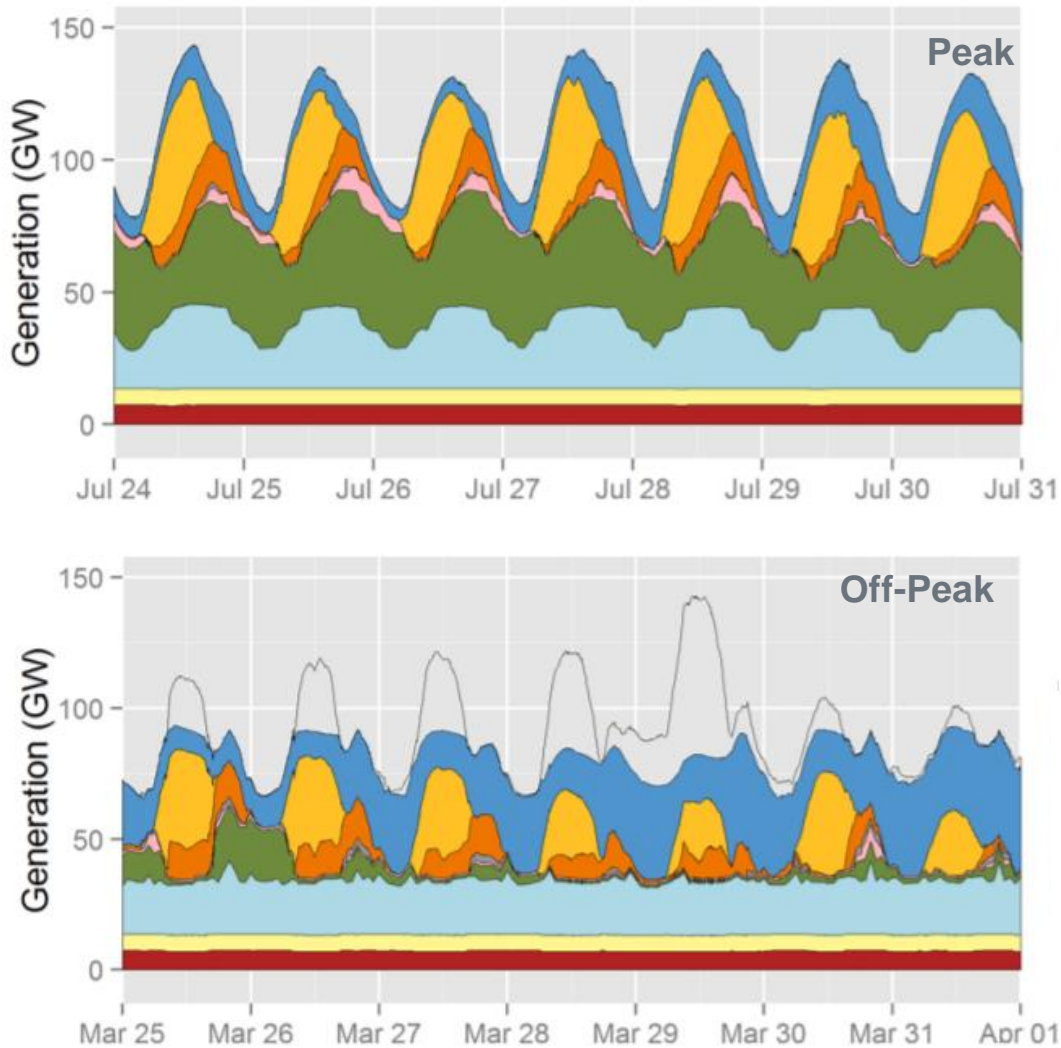 Peak
Generation (GW)
150
100
50
0
Jul 24 Jul 25 Jul 26 Jul 27 Jul 28 Jul 29 Jul 30 Jul 31
Off-Peak
Generation (GW)
150
100
50
0
Mar 25 Mar 26 Mar 27 Mar 28 Mar 29 Mar 30 Mar 31 Apr 01